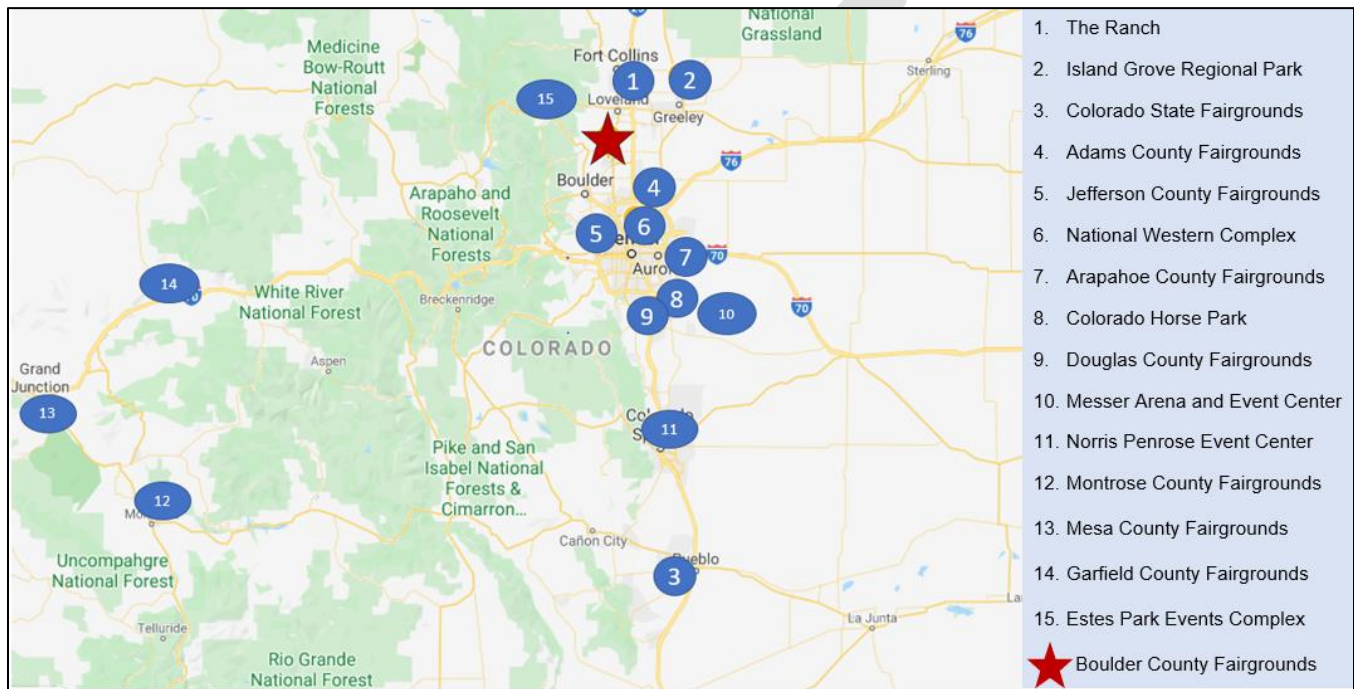 National
Grassland
76
Medicine
Bow-Routt
National
Forests
Fort Collins
Sterling
1
2
15
Loveland
Greeley
76
Boulder
4
Arapaho and
Roosevelt
National
Forests
5
6
7
70
14
70
White River
National Forest
Breckenridge
8
9
10
70
COLORADO
Aspen
Grand
Junction
13
11
Pike and San
Isabel National
Forests &
Cimarron...
12
Cañon City
Uncompahgre
National Forest
3
La Junta
Telluride
Rio Grande
National Forest
1. The Ranch
2. Island Grove Regional Park
3. Colorado State Fairgrounds
4. Adams County Fairgrounds
5. Jefferson County Fairgrounds
6. National Western Complex
7. Arapahoe County Fairgrounds
8. Colorado Horse Park
9. Douglas County Fairgrounds
10. Messer Arena and Event Center
11. Norris Penrose Event Center
12. Montrose County Fairgrounds
13. Mesa County Fairgrounds
14. Garfield County Fairgrounds
15. Estes Park Events Complex
Boulder County Fairgrounds